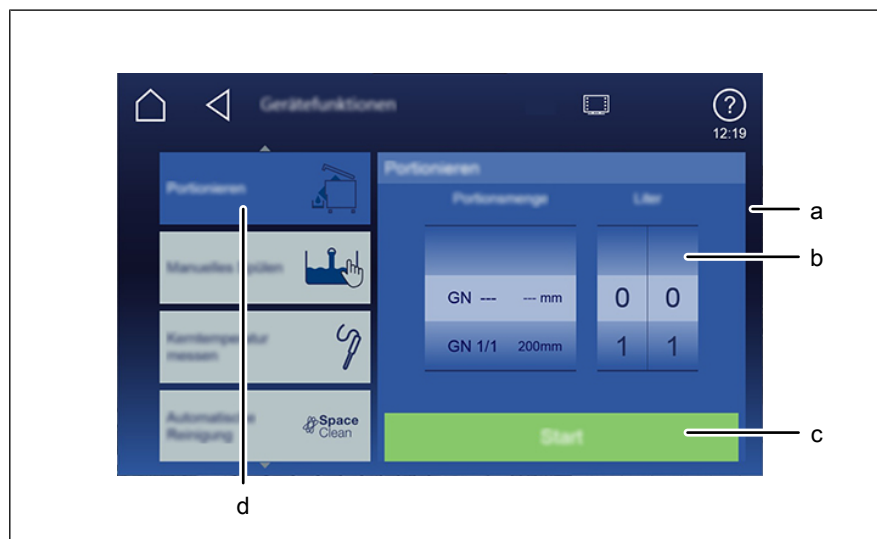 Gerätefunktionen
12:19
Portionieren
Manuelles Spülen
Kerntemperatur
messen
Automatische
Reinigung
Space
Clean
Portionieren
Portionsmenge Liter
GN --- --- mm 0 0
GN 1/1 200mm 1 1
Start
a
b
c
d